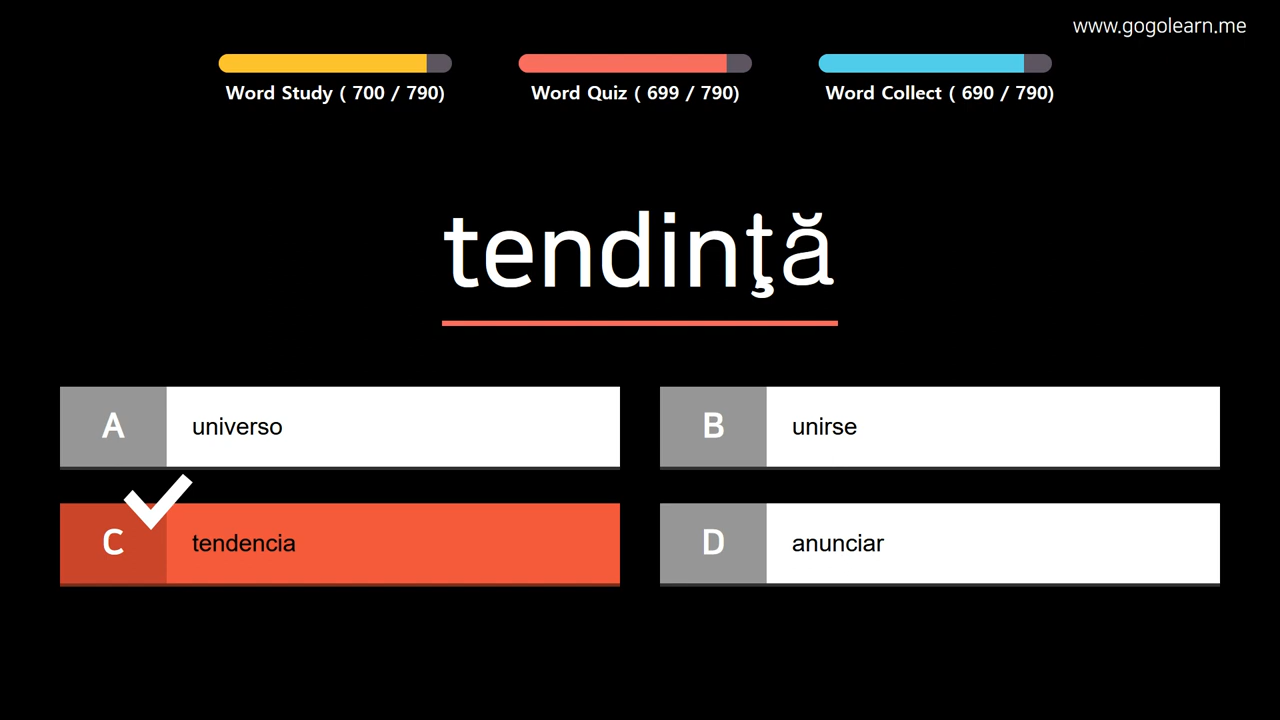 www.gogolearn.me
Word Study ( 700 / 790)
Word Quiz ( 699 / 790)
Word Collect ( 690 / 790)
tendinţă
A universo
B unirse
C tendencia
D anunciar